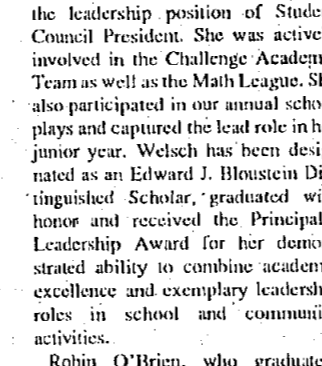 the leadership position of Stude
Council President. She was active
involved in the Challenge Academ
Team as well as the Math League. Sh
also participated in our annual scho
plays and captured the lead role in h
junior year. Welsch has been desi
nated as an Edward J. Bloustein Di
tinguished Scholar, graduated wi
honor and received the Principal
Leadership Award for her demo
strated ability to combine academ
excellence and exemplary leadersh
roles in school and communi
activities.
Robin O'Brien, who graduate